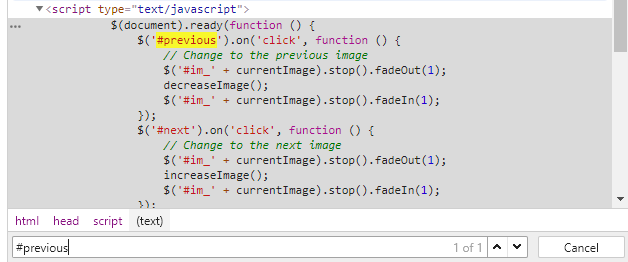 <script type="text/javascript">
$(document).ready(function () {
$('#previous').on('click', function () {
// Change to the previous image
$('#im_' + currentImage).stop().fadeOut(1);
decreaseImage();
$('#im_' + currentImage).stop().fadeIn(1);
});
$('#next').on('click', function () {
// Change to the next image
$('#im_' + currentImage).stop().fadeOut(1);
increaseImage();
$('#im_' + currentImage).stop().fadeIn(1);
});
html head script (text)
#previous 1 of 1 Cancel